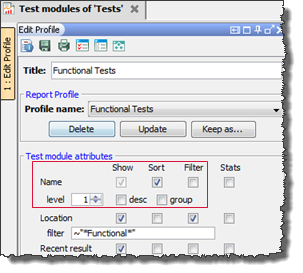 Test modules of 'Tests'
1 : Edit Profile
Edit Profile
Title: Functional Tests
Report Profile
Profile name: Functional Tests
Delete Update Keep as...
Test module attributes
Show Sort Filter Stats
Name
level 1 desc group
Location
filter ~"*Functional*"
Recent result